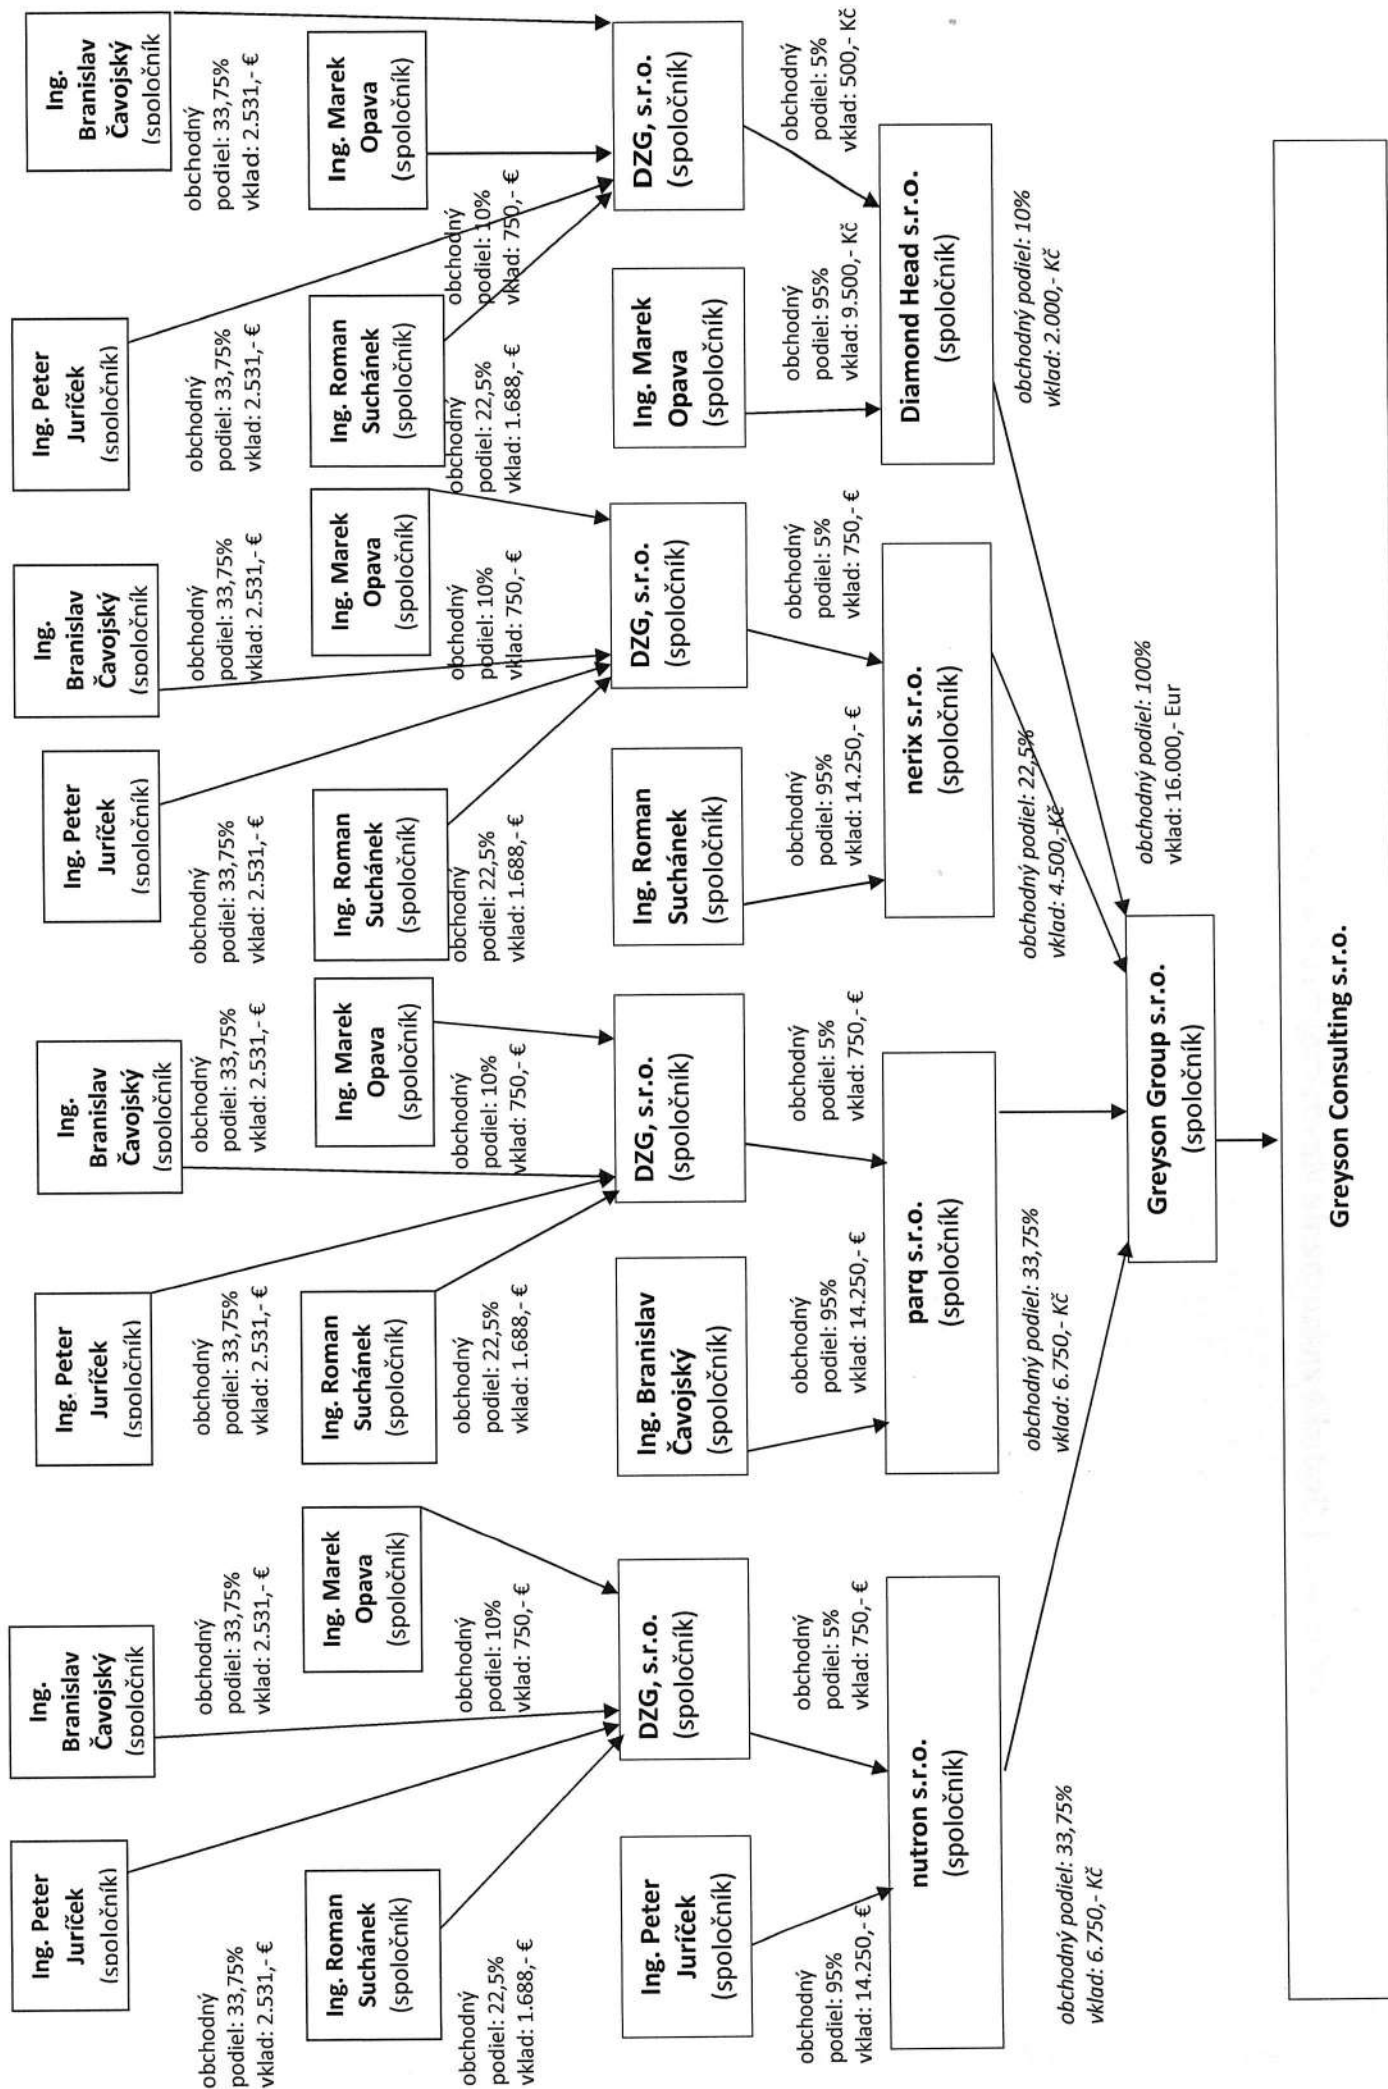 Ing. Peter
Juríček
(spoločník)
Ing.
Branislav
Čavojský
(spoločník
Ing. Peter
Juríček
(spoločník)
Ing.
Branislav
Čavojský
(spoločník
Ing. Peter
Juríček
(spoločník)
Ing.
Branislav
Čavojský
(spoločník
Ing. Peter
Juríček
(spoločník)
Ing.
Branislav
Čavojský
(spoločník
obchodný
podiel: 33,75%
vklad: 2.531,- €
obchodný
podiel: 33,75%
vklad: 2.531,- €
obchodný
podiel: 33,75%
vklad: 2.531,- €
obchodný
podiel: 33,75%
vklad: 2.531,- €
obchodný
podiel: 33,75%
vklad: 2.531,- €
obchodný
podiel: 33,75%
vklad: 2.531,- €
obchodný
podiel: 33,75%
vklad: 2.531,- €
obchodný
podiel: 33,75%
vklad: 2.531,- €
Ing. Roman
Suchánek
(spoločník)
Ing. Marek
Opava
(spoločník)
Ing. Roman
Suchánek
(spoločník)
Ing. Marek
Opava
(spoločník)
Ing. Roman
Suchánek
(spoločník)
Ing. Marek
Opava
(spoločník)
Ing. Roman
Suchánek
(spoločník)
Ing. Marek
Opava
(spoločník)
obchodný
podiel: 22,5%
vklad: 1.688,- €
obchodný
podiel: 10%
vklad: 750,- €
obchodný
podiel: 22,5%
vklad: 1.688,- €
obchodný
podiel: 10%
vklad: 750,- €
obchodný
podiel: 22,5%
vklad: 1.688,- €
obchodný
podiel: 10%
vklad: 750,- €
obchodný
podiel: 22,5%
vklad: 1.688,- €
obchodný
podiel: 10%
vklad: 750,- €
Ing. Peter
Juríček
(spoločník)
DZG, s.r.o.
(spoločník)
Ing. Branislav
Čavojský
(spoločník)
DZG, s.r.o.
(spoločník)
Ing. Roman
Suchánek
(spoločník)
DZG, s.r.o.
(spoločník)
Ing. Marek
Opava
(spoločník)
DZG, s.r.o.
(spoločník)
obchodný
podiel: 95%
vklad: 14.250,- €
obchodný
podiel: 5%
vklad: 750,- €
obchodný
podiel: 95%
vklad: 14.250,- €
obchodný
podiel: 5%
vklad: 750,- €
obchodný
podiel: 95%
vklad: 14.250,- €
obchodný
podiel: 5%
vklad: 750,- €
obchodný
podiel: 95%
vklad: 9.500,- Kč
obchodný
podiel: 5%
vklad: 500,- Kč
nutron s.r.o.
(spoločník)
parq s.r.o.
(spoločník)
nerix s.r.o.
(spoločník)
Diamond Head s.r.o.
(spoločník)
obchodný podiel: 33,75%
vklad: 6.750,- Kč
obchodný podiel: 33,75%
vklad: 6.750,- Kč
obchodný podiel: 22,5%
vklad: 4.500,-Kč
obchodný podiel: 10%
vklad: 2.000,- Kč
Greyson Group s.r.o.
(spoločník)
obchodný podiel: 100%
vklad: 16.000,- Eur
Greyson Consulting s.r.o.